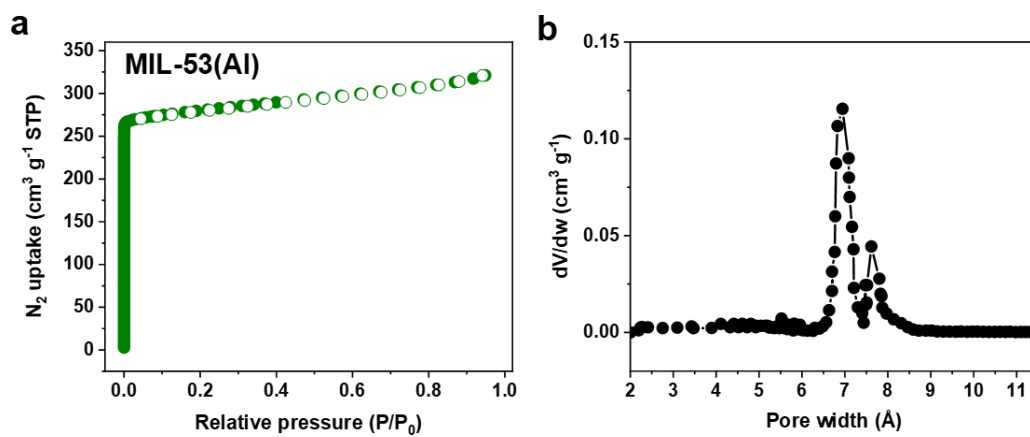 a
MIL-53(Al)
N₂ uptake (cm³ g⁻¹ STP)
350
300
250
200
150
100
50
0
0.0 0.2 0.4 0.6 0.8 1.0
Relative pressure (P/P₀)
b
dV/dw (cm³ g⁻¹)
0.15
0.10
0.05
0.00
2 3 4 5 6 7 8 9 10 11
Pore width (Å)